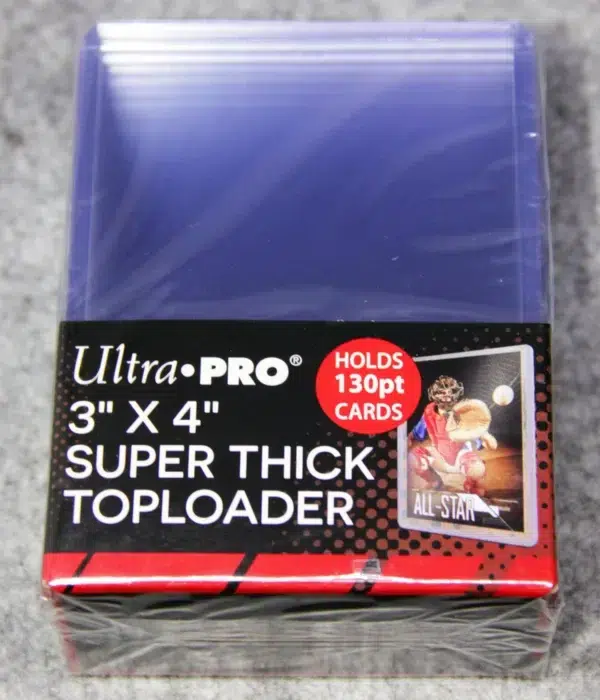 Ultra•PRO®
3" X 4"
SUPER THICK
TOPLOADER
HOLDS
130pt
CARDS
ALL-STAR